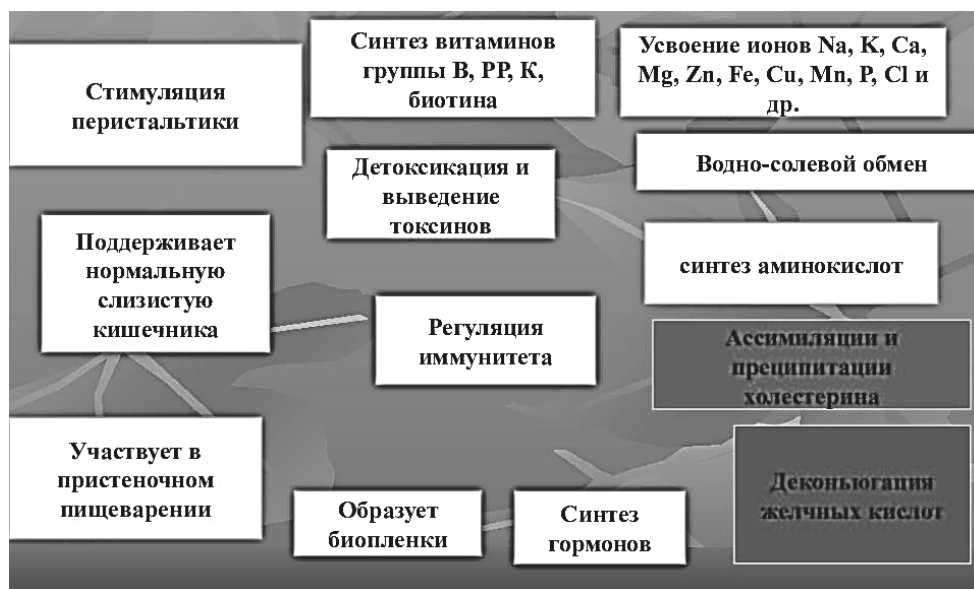 Стимуляция
перистальтики
Синтез витаминов
группы В, РР, К,
биотина
Усвоение ионов Na, K, Ca,
Mg, Zn, Fe, Cu, Mn, P, Cl и
др.
Детоксикация и
выведение
токсинов
Водно-солевой обмен
Поддерживает
нормальную
слизистую
кишечника
синтез аминокислот
Регуляция
иммунитета
Ассимиляции и
преципитации
холестерина
Участвует в
пристеночном
пищеварении
Образует
биопленки
Синтез
гормонов
Деконьюгация
желчных кислот